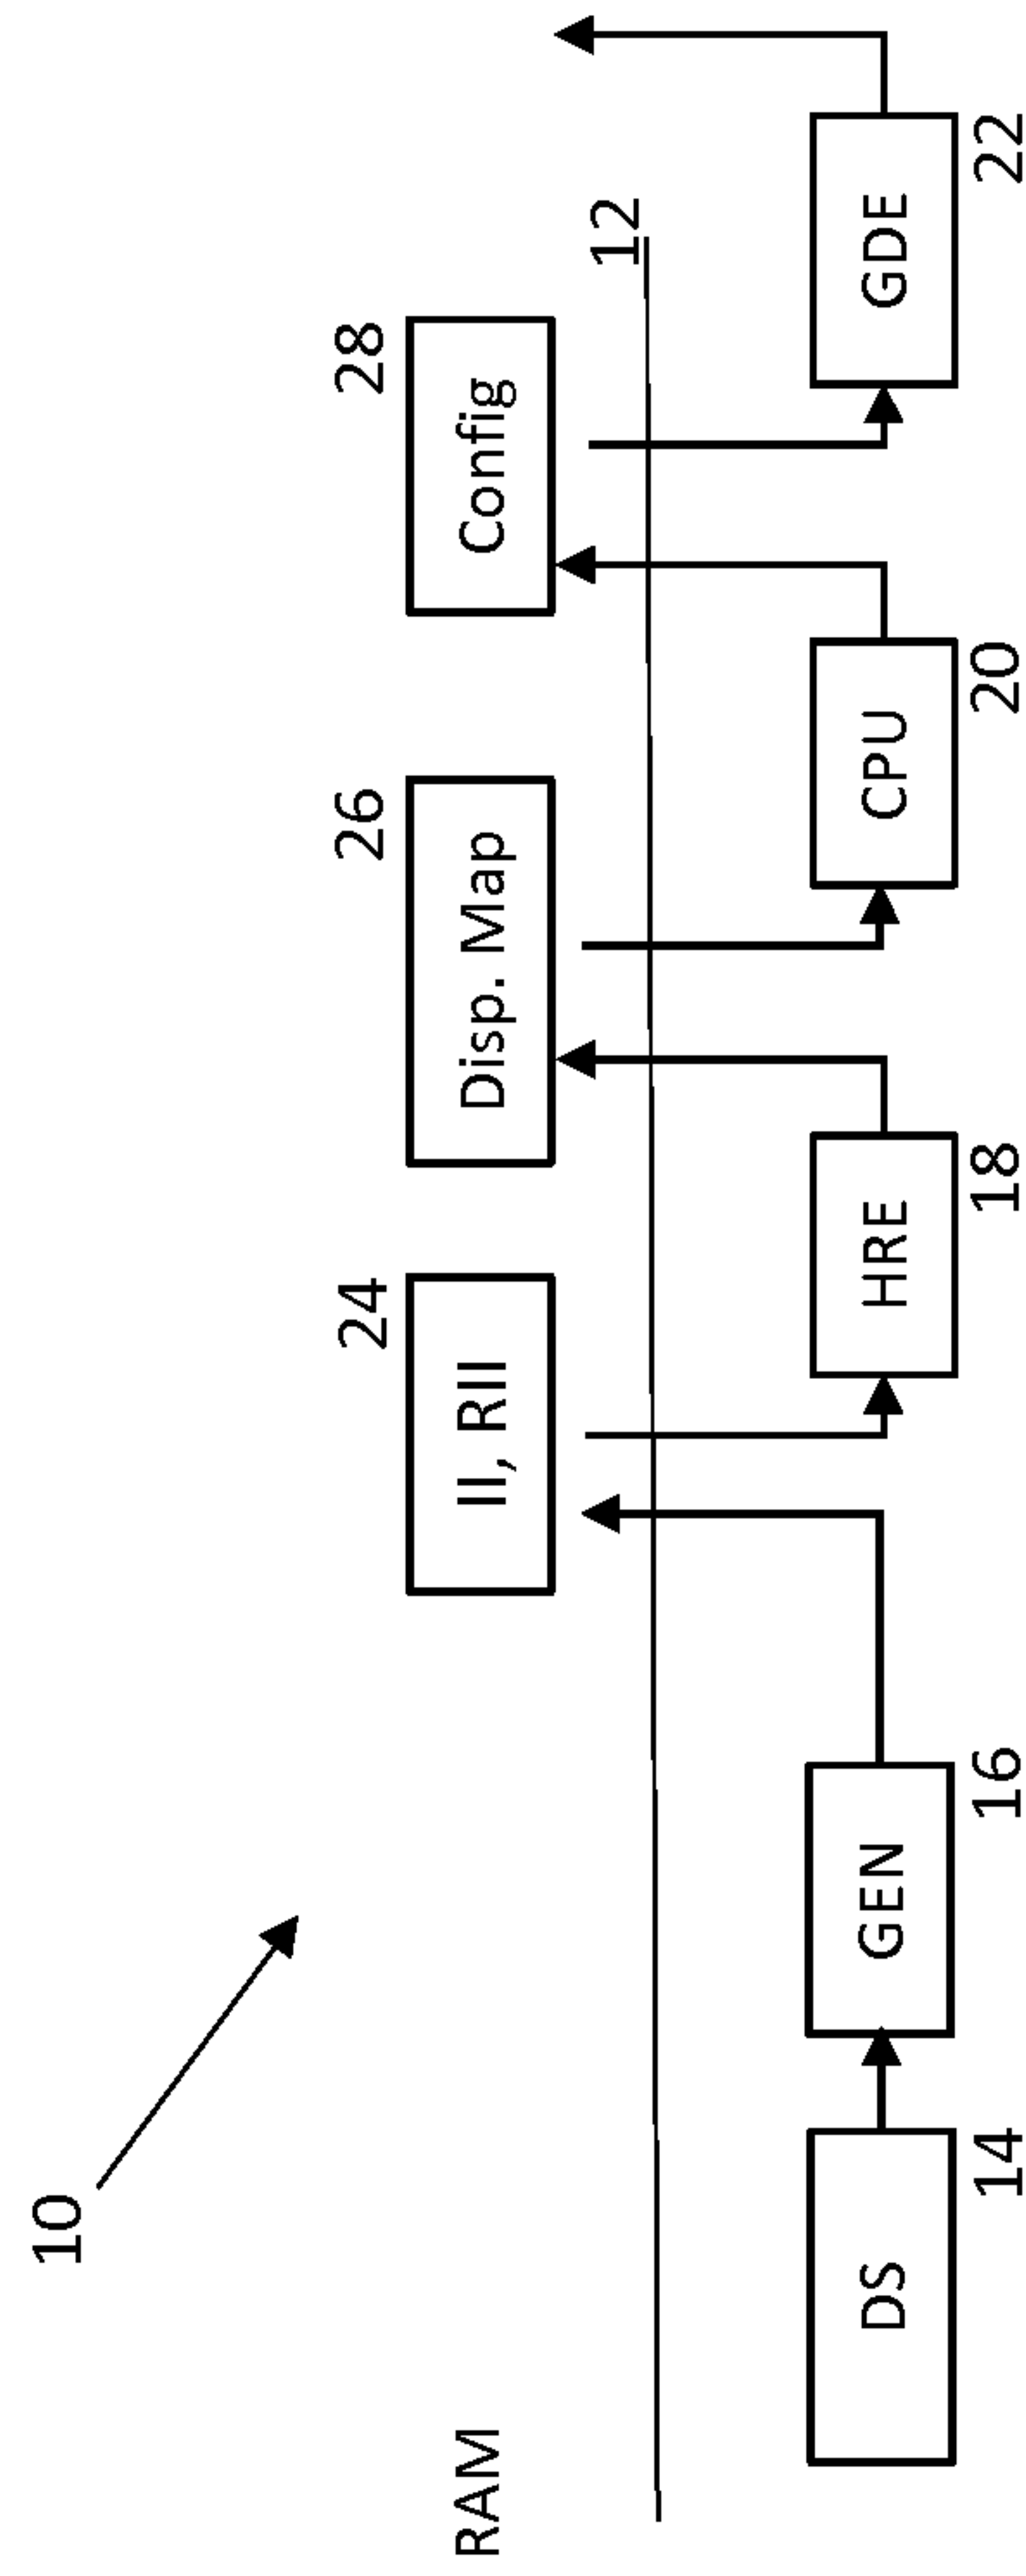 10
24
26
28
RAM
II, RII
Disp. Map
Config
12
DS
GEN
HRE
CPU
GDE
14
16
18
20
22